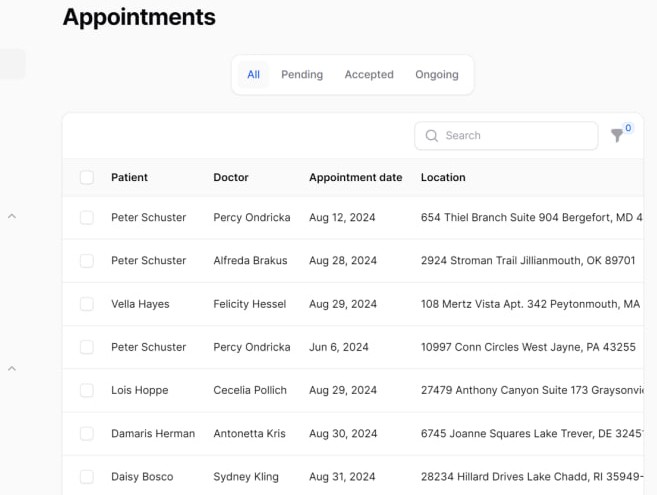 Appointments
All Pending Accepted Ongoing
Search 0
Patient Doctor Appointment date Location
Peter Schuster Percy Ondricka Aug 12, 2024 654 Thiel Branch Suite 904 Bergefort, MD 4
Peter Schuster Alfreda Brakus Aug 28, 2024 2924 Stroman Trail Jillianmouth, OK 89701
Vella Hayes Felicity Hessel Aug 29, 2024 108 Mertz Vista Apt. 342 Peytonmouth, MA
Peter Schuster Percy Ondricka Jun 6, 2024 10997 Conn Circles West Jayne, PA 43255
Lois Hoppe Cecelia Pollich Aug 29, 2024 27479 Anthony Canyon Suite 173 Graysonvi
Damaris Herman Antonetta Kris Aug 30, 2024 6745 Joanne Squares Lake Trever, DE 3245
Daisy Bosco Sydney Kling Aug 31, 2024 28234 Hillard Drives Lake Chadd, RI 35949-